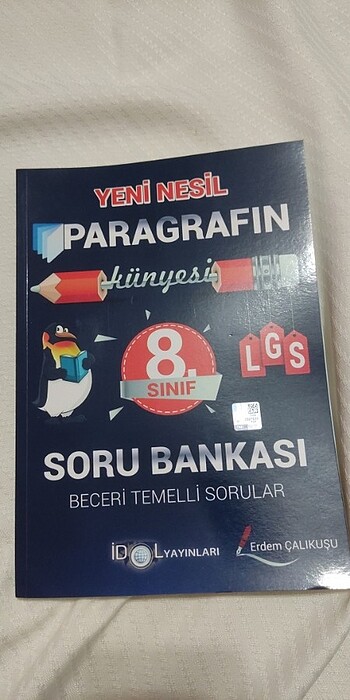 YENİ NESİL
PARAGRAFIN
künyesi
8.
SINIF
LGS
SORU BANKASI
BECERİ TEMELLİ SORULAR
İDOL YAYINLARI
Erdem ÇALIKUŞU